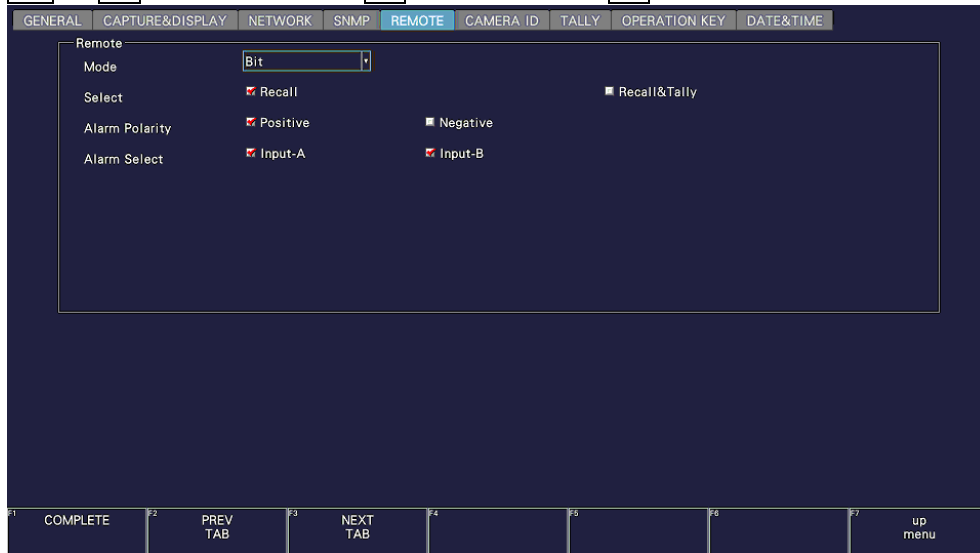 GENERAL CAPTURE&DISPLAY NETWORK SNMP REMOTE CAMERA ID TALLY OPERATION KEY DATE&TIME
Remote
Mode Bit
Select Recall Recall&Tally
Alarm Polarity Positive Negative
Alarm Select Input-A Input-B
F1 COMPLETE F2 PREV F3 NEXT F4 F5 F6 F7 up
TAB TAB menu